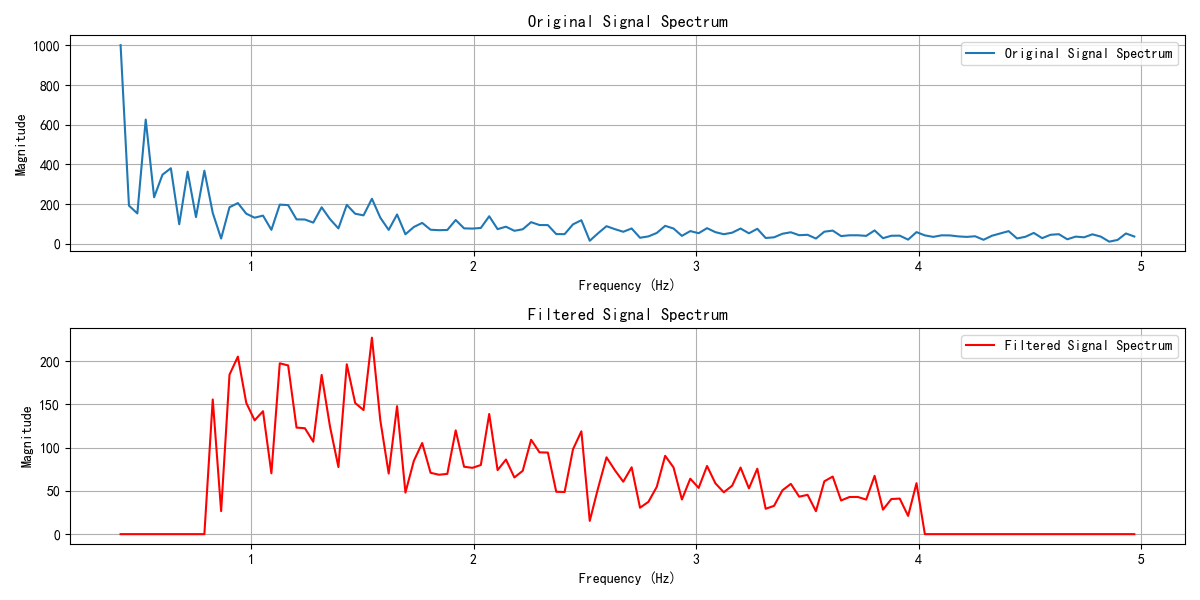 Original Signal Spectrum
1000
800
600
400
200
0
Magnitude
Original Signal Spectrum
1 2 3 4 5
Frequency (Hz)
Filtered Signal Spectrum
200
150
100
50
0
Magnitude
Filtered Signal Spectrum
1 2 3 4 5
Frequency (Hz)